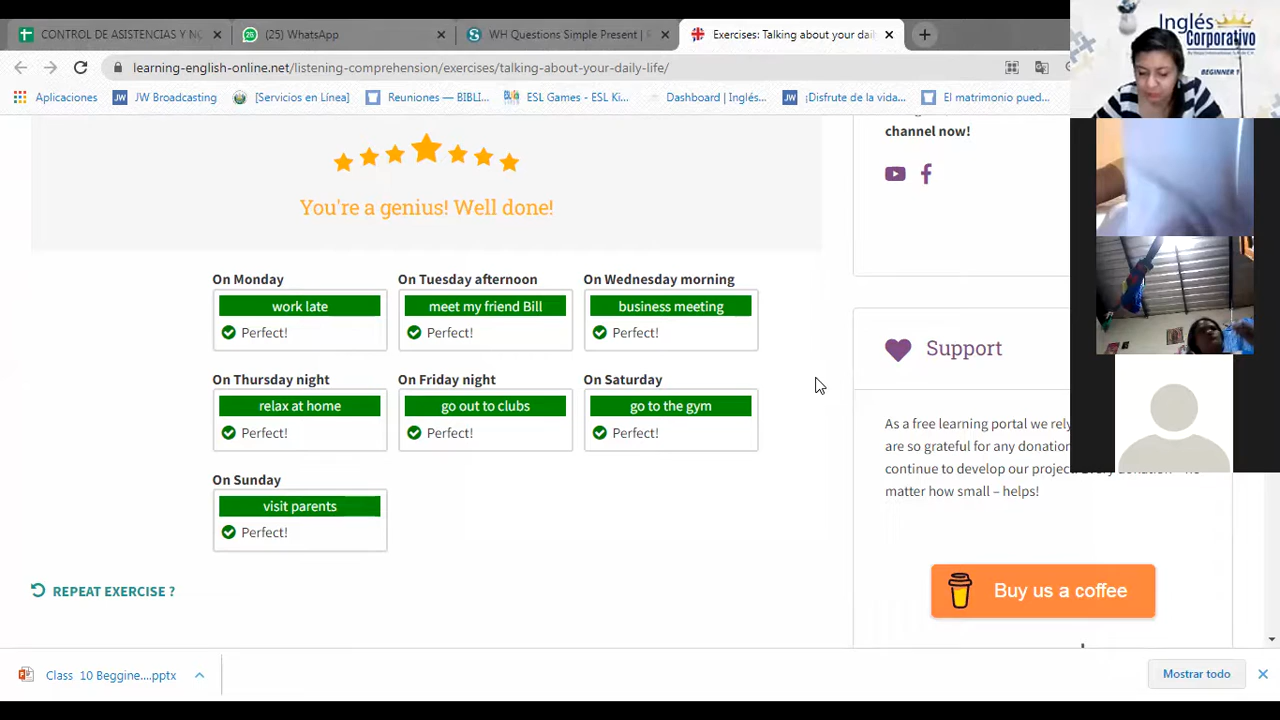 CONTROL DE ASISTENCIAS Y NO
(25) WhatsApp
WH Questions Simple Present |
Exercises: Talking about your dail
learning-english-online.net/listening-comprehension/exercises/talking-about-your-daily-life/
Aplicaciones
JW Broadcasting
[Servicios en Línea]
Reuniones — BIBLI...
ESL Games - ESL Ki...
Dashboard | Inglés...
¡Disfrute de la vida...
El matrimonio pued...
Inglés
Corporativo
BEGINNER 1
channel now!
You're a genius! Well done!
On Monday
On Tuesday afternoon
On Wednesday morning
work late
meet my friend Bill
business meeting
Perfect!
Perfect!
Perfect!
On Thursday night
On Friday night
On Saturday
relax at home
go out to clubs
go to the gym
Perfect!
Perfect!
Perfect!
On Sunday
visit parents
Perfect!
REPEAT EXERCISE ?
Support
As a free learning portal we rely
are so grateful for any donation
continue to develop our project. Every donation – no
matter how small – helps!
Buy us a coffee
Class 10 Beggine....pptx
Mostrar todo